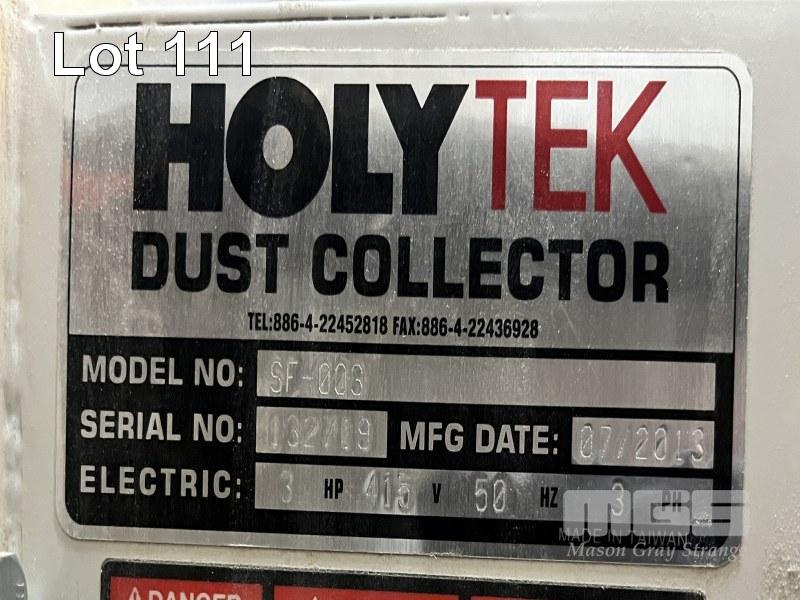 Lot 111
HOLYTEK
DUST COLLECTOR
TEL:886-4-22452818 FAX:886-4-22436928
MODEL NO: SF-003
SERIAL NO: 132719 MFG DATE: 07/2013
ELECTRIC: 3 HP 415 V 50 HZ 3 PH
MGS
MADE IN TAIWAN
Mason Gray Strange
DANGER